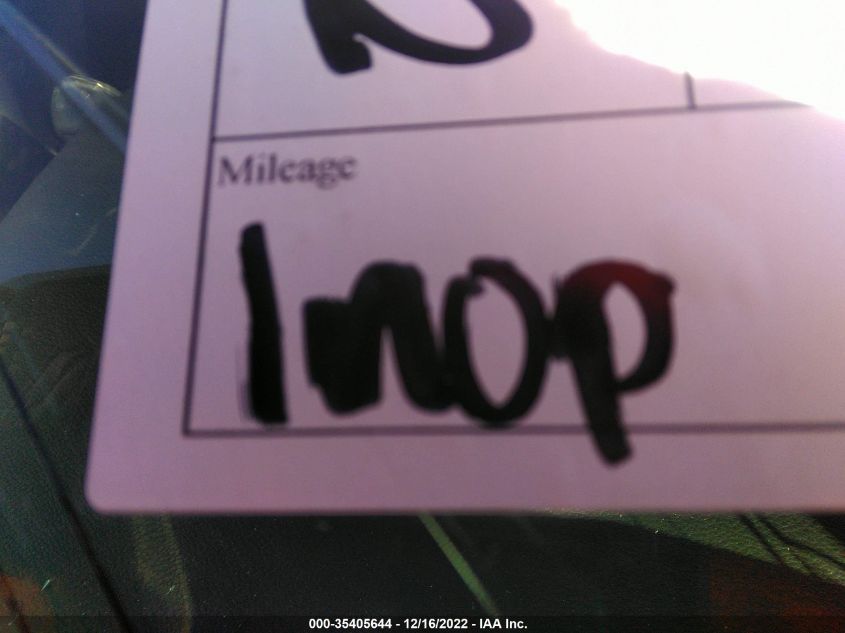 Mileage
Inop
000-35405644 - 12/16/2022 - IAA Inc.